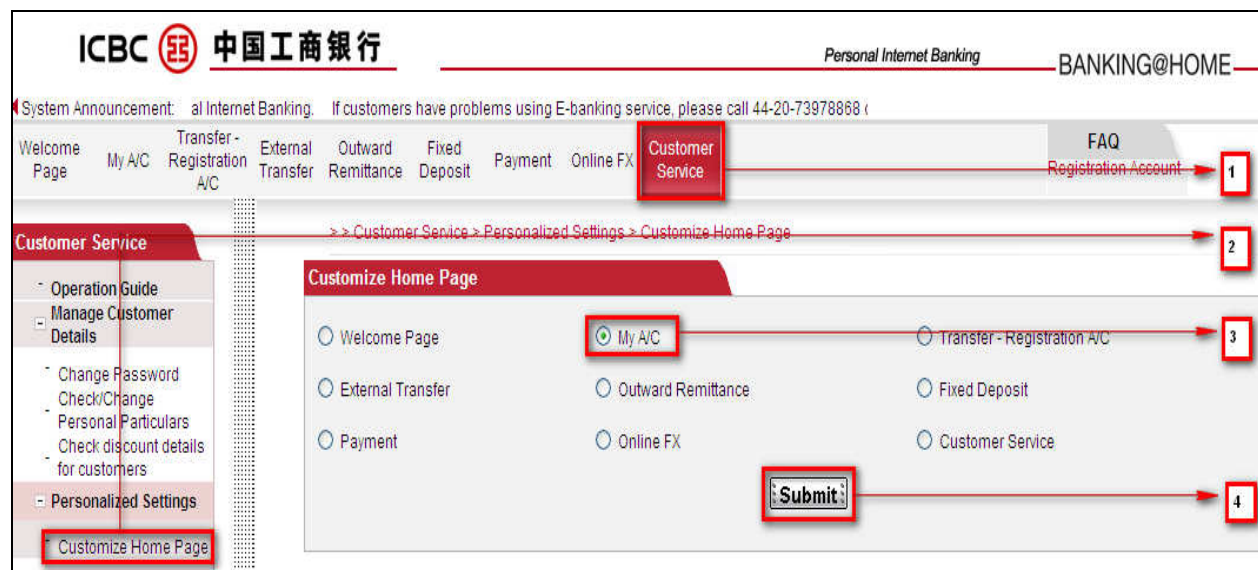 ICBC 中国工商银行
Personal Internet Banking
BANKING@HOME
System Announcement: al Internet Banking. If customers have problems using E-banking service, please call 44-20-73978868 (
Welcome
Page
My A/C
Transfer -
Registration
A/C
External
Transfer
Outward
Remittance
Fixed
Deposit
Payment
Online FX
Customer
Service
FAQ
Registration Account
1
Customer Service
> > Customer Service > Personalized Settings > Customize Home Page
2
Customize Home Page
- Operation Guide
Manage Customer
Details
- Change Password
Check/Change
- Personal Particulars
Check discount details
- for customers
Personalized Settings
- Customize Home Page
Welcome Page
My A/C
Transfer - Registration A/C
3
External Transfer
Outward Remittance
Fixed Deposit
Payment
Online FX
Customer Service
Submit
4